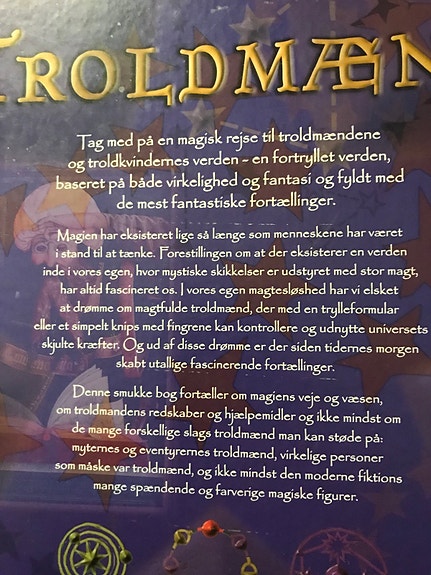 TROLDMÆN
Tag med på en magisk rejse til troldmændene
og troldkvindernes verden - en fortryllet verden,
baseret på både virkelighed og fantasi og fyldt med
de mest fantastiske fortællinger.
Magien har eksisteret lige så længe som menneskene har været
i stand til at tænke. Forestillingen om at der eksisterer en verden
inde i vores egen, hvor mystiske skikkelser er udstyret med stor magt,
har altid fascineret os. I vores egen magtesløshed har vi elsket
at drømme om magtfulde troldmænd, der med en trylleformular
eller et simpelt knips med fingrene kan kontrollere og udnytte universets
skjulte kræfter. Og ud af disse drømme er der siden tidernes morgen
skabt utallige fascinerende fortællinger.
Denne smukke bog fortæller om magiens veje og væsen,
om troldmandens redskaber og hjælpemidler og ikke mindst om
de mange forskellige slags troldmænd man kan støde på:
myternes og eventyrenes troldmænd, virkelige personer
som måske var troldmænd, og ikke mindst den moderne fiktions
mange spændende og farverige magiske figurer.